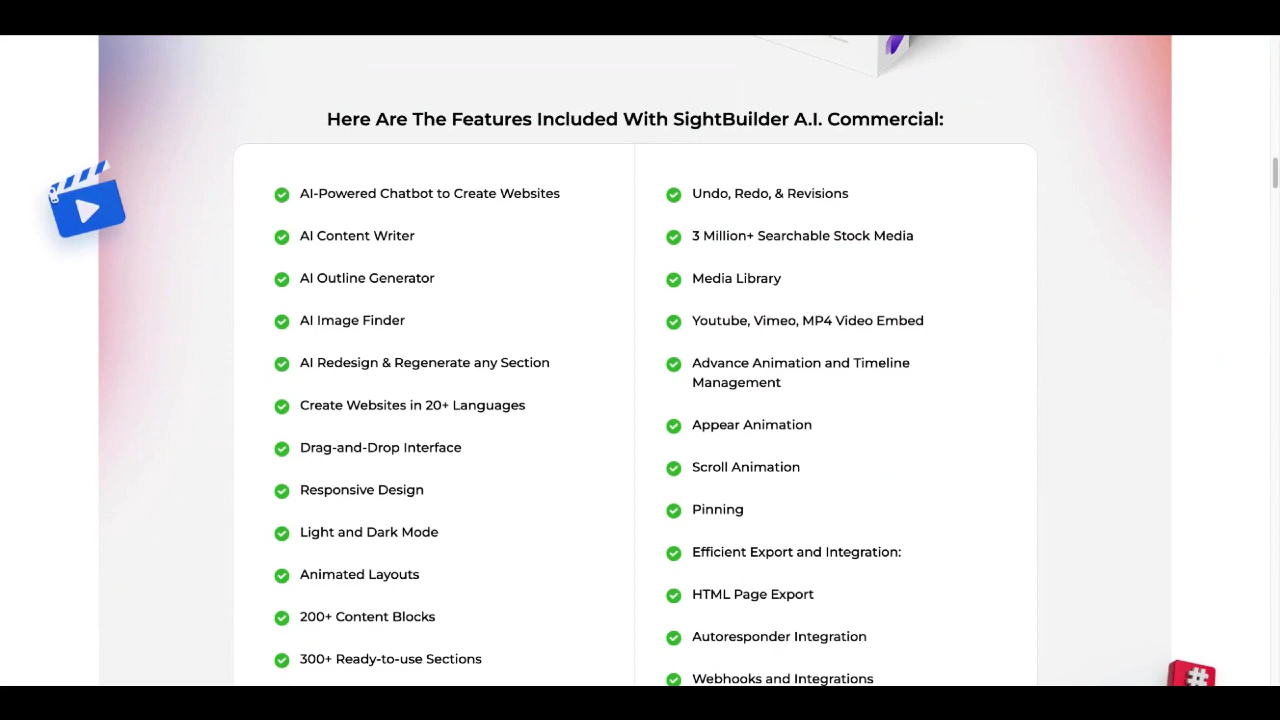 Here Are The Features Included With SightBuilder A.I. Commercial:
AI-Powered Chatbot to Create Websites
AI Content Writer
AI Outline Generator
AI Image Finder
AI Redesign & Regenerate any Section
Create Websites in 20+ Languages
Drag-and-Drop Interface
Responsive Design
Light and Dark Mode
Animated Layouts
200+ Content Blocks
300+ Ready-to-use Sections
Undo, Redo, & Revisions
3 Million+ Searchable Stock Media
Media Library
Youtube, Vimeo, MP4 Video Embed
Advance Animation and Timeline
Management
Appear Animation
Scroll Animation
Pinning
Efficient Export and Integration:
HTML Page Export
Autoresponder Integration
Webhooks and Integrations
#